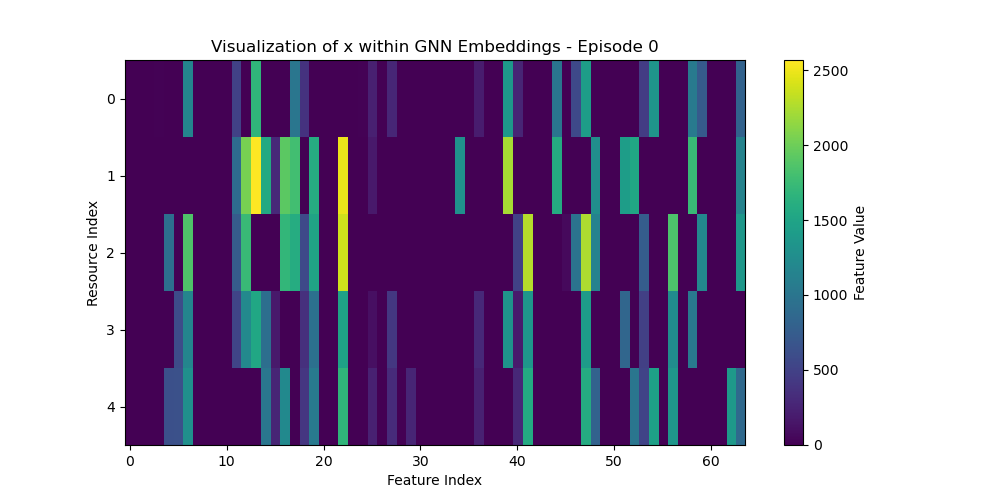 Visualization of x within GNN Embeddings - Episode 0
Resource Index
0
1
2
3
4
0 10 20 30 40 50 60
Feature Index
2500
2000
1500
1000
500
0
Feature Value